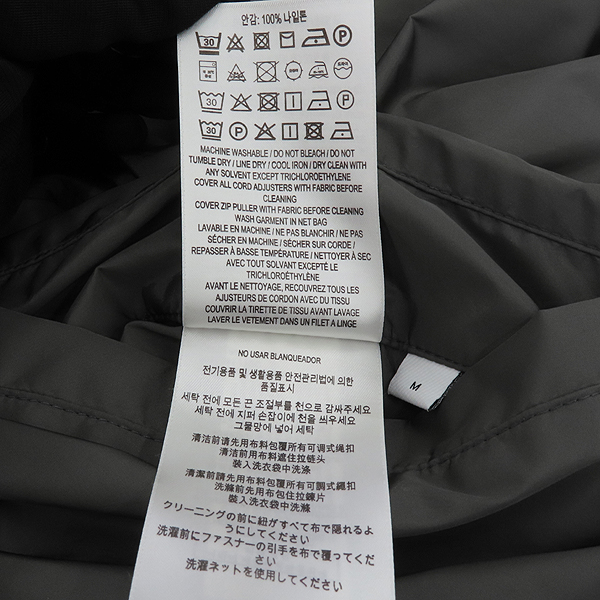 안감: 100% 나일론
MACHINE WASHABLE / DO NOT BLEACH / DO NOT
TUMBLE DRY / LINE DRY / COOL IRON / DRY CLEAN WITH
ANY SOLVENT EXCEPT TRICHLOROETHYLENE
COVER ALL CORD ADJUSTERS WITH FABRIC BEFORE
CLEANING
COVER ZIP PULLER WITH FABRIC BEFORE CLEANING
WASH GARMENT IN NET BAG
LAVABLE EN MACHINE / NE PAS BLANCHIR / NE PAS
SÉCHER EN MACHINE / SÉCHER SUR CORDE /
REPASSER À BASSE TEMPÉRATURE / NETTOYER À SEC
AVEC TOUT SOLVANT EXCEPTÉ LE
TRICHLOROÉTHYLÈNE
AVANT LE NETTOYAGE, RECOUVREZ TOUS LES
AJUSTEURS DE CORDON AVEC DU TISSU
COUVRIR LA TIRETTE DE TISSU AVANT LAVAGE
LAVER LE VETEMENT DANS UN FILET A LINGE
NO USAR BLANQUEADOR
전기용품 및 생활용품 안전관리법에 의한
품질표시
세탁 전에 모든 끈 조절부를 천으로 감싸주세요
세탁 전에 지퍼 손잡이에 천을 씌우세요
그물망에 넣어 세탁
清洁前请先用布料包覆所有可调式绳扣
清洗前请先用布料遮住拉链头
装入洗衣袋中洗涤
清潔前請先用布料包覆所有可調式繩扣
洗滌前先用布包住拉鍊片
裝入洗衣袋中洗滌
クリーニングの前に紐がすべて布で隠れるよ
うにしてください
洗濯前にファスナーの引手を布で覆ってくだ
さい
洗濯ネットを使用してください
M
30
30
30